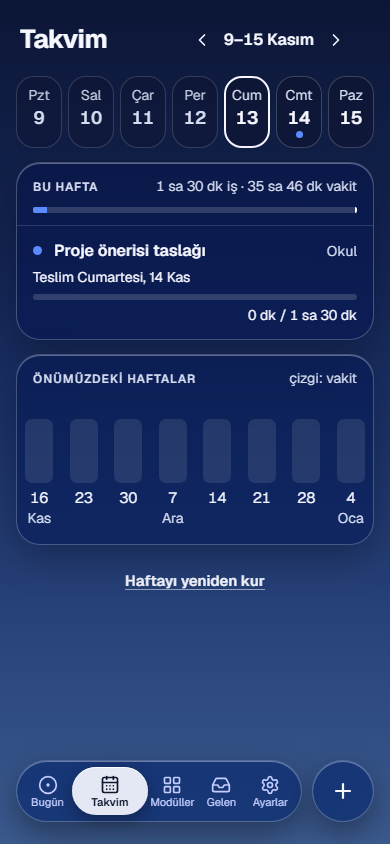 Takvim
9–15 Kasım
Pzt Sal Çar Per Cum Cmt Paz
9 10 11 12 13 14 15
BU HAFTA
1 sa 30 dk iş · 35 sa 46 dk vakit
Proje önerisi taslağı
Okul
Teslim Cumartesi, 14 Kas
0 dk / 1 sa 30 dk
ÖNÜMÜZDEKİ HAFTALAR
çizgi: vakit
16 23 30 7 14 21 28 4
Kas Ara Oca
Haftayı yeniden kur
Bugün Takvim Modüller Gelen Ayarlar